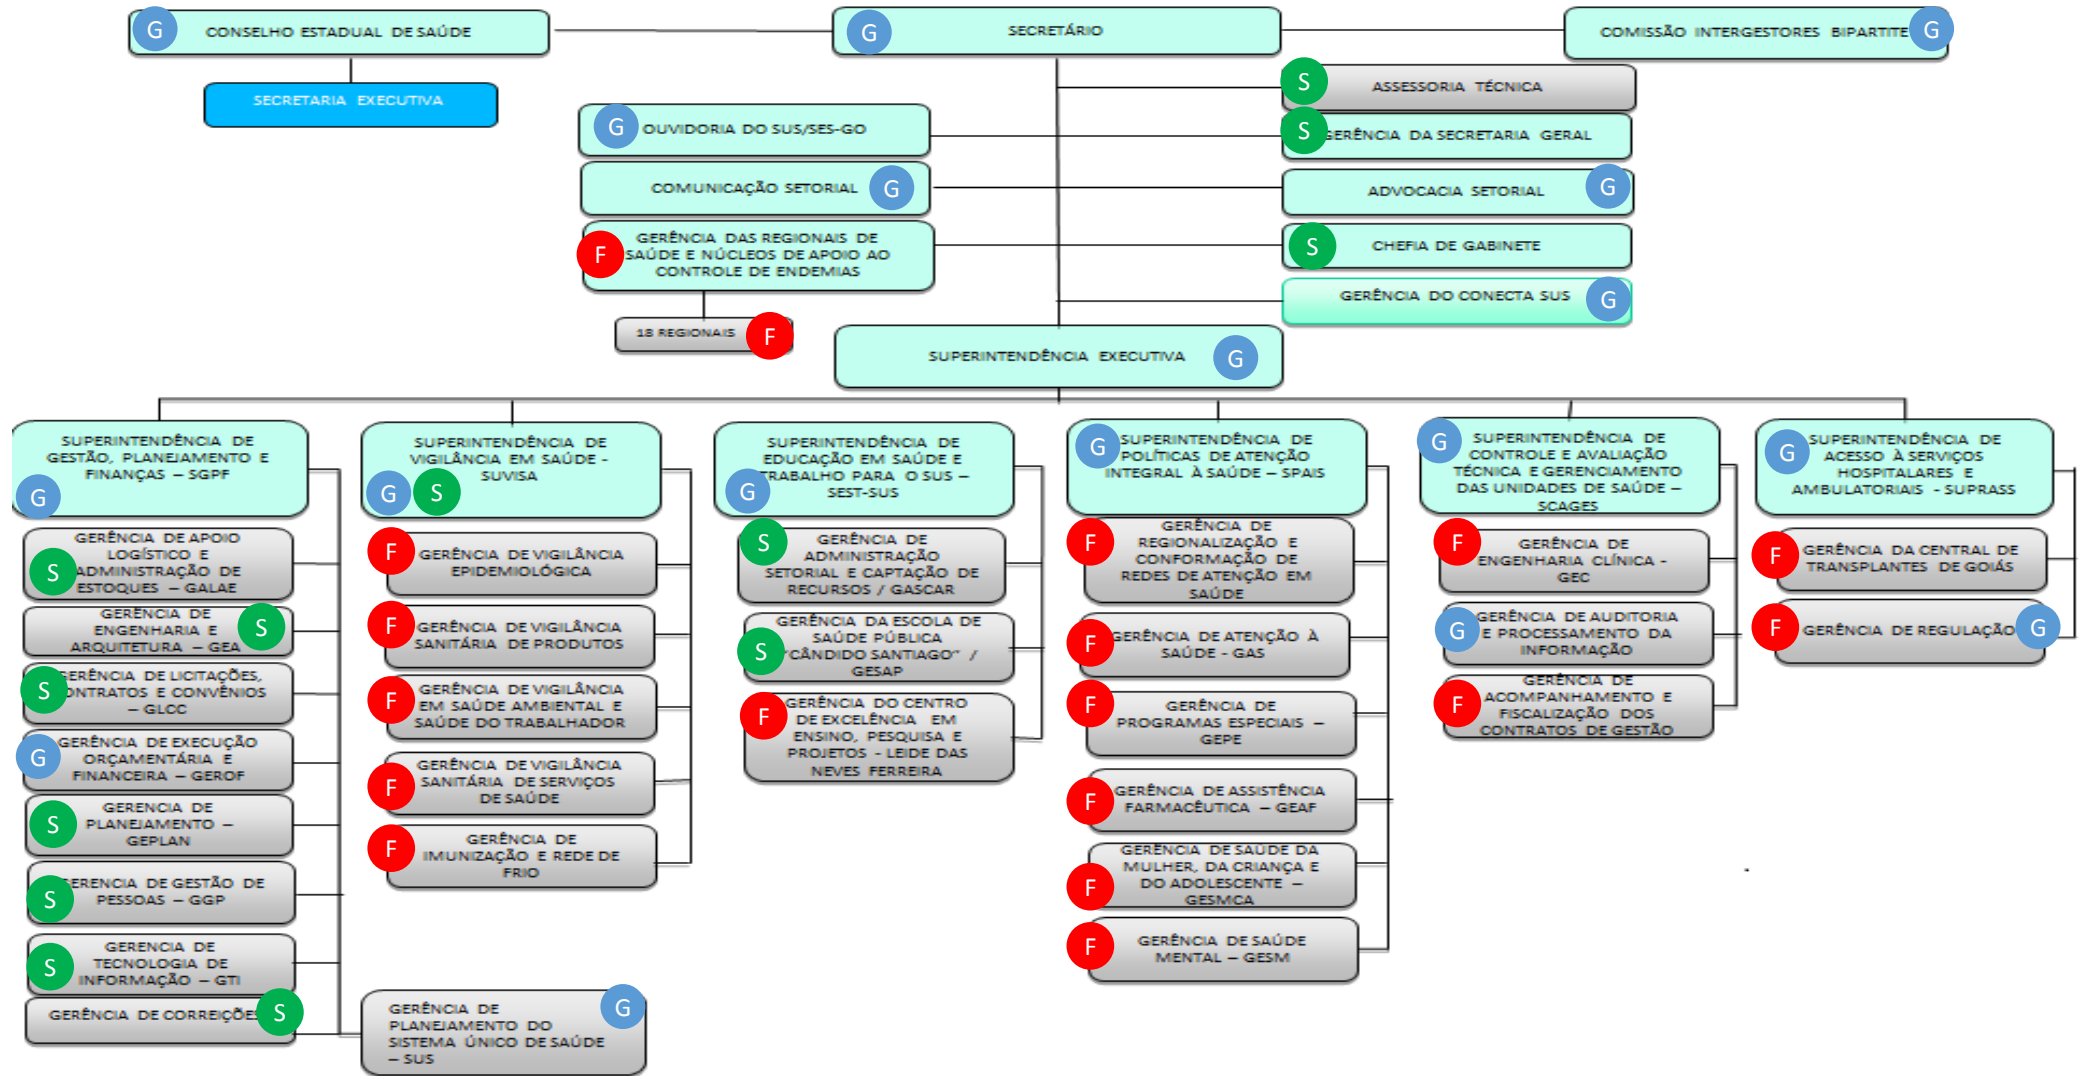 G
CONSELHO ESTADUAL DE SAÚDE
G
SECRETÁRIO
COMISSÃO INTERGESTORES BIPARTITE
G
SECRETARIA EXECUTIVA
S
ASSESSORIA TÉCNICA
G
OUVIDORIA DO SUS/SES-GO
S
GERÊNCIA DA SECRETARIA GERAL
COMUNICAÇÃO SETORIAL
G
ADVOCACIA SETORIAL
G
F
GERÊNCIA DAS REGIONAIS DE
SAÚDE E NÚCLEOS DE APOIO AO
CONTROLE DE ENDEMIAS
S
CHEFIA DE GABINETE
GERÊNCIA DO CONECTA SUS
G
18 REGIONAIS
F
SUPERINTENDÊNCIA EXECUTIVA
G
SUPERINTENDÊNCIA DE
GESTÃO, PLANEJAMENTO E
FINANÇAS – SGPF
G
S
GERÊNCIA DE APOIO
LOGÍSTICO E
ADMINISTRAÇÃO DE
ESTOQUES – GALAE
GERÊNCIA DE
ENGENHARIA E
ARQUITETURA – GEA
S
S
GERÊNCIA DE LICITAÇÕES,
CONTRATOS E CONVÊNIOS
– GLCC
G
GERÊNCIA DE EXECUÇÃO
ORÇAMENTÁRIA E
FINANCEIRA – GEROF
S
GERENCIA DE
PLANEJAMENTO –
GEPLAN
S
GERENCIA DE GESTÃO DE
PESSOAS – GGP
S
GERENCIA DE
TECNOLOGIA DE
INFORMAÇÃO – GTI
GERÊNCIA DE CORREIÇÕES
S
GERÊNCIA DE
PLANEJAMENTO DO
SISTEMA ÚNICO DE SAÚDE
– SUS
G
SUPERINTENDÊNCIA DE
VIGILÂNCIA EM SAÚDE -
SUVISA
G
S
F
GERÊNCIA DE VIGILÂNCIA
EPIDEMIOLÓGICA
F
GERÊNCIA DE VIGILÂNCIA
SANITÁRIA DE PRODUTOS
F
GERÊNCIA DE VIGILÂNCIA
EM SAÚDE AMBIENTAL E
SAÚDE DO TRABALHADOR
F
GERÊNCIA DE VIGILÂNCIA
SANITÁRIA DE SERVIÇOS
DE SAÚDE
F
GERÊNCIA DE
IMUNIZAÇÃO E REDE DE
FRIO
SUPERINTENDÊNCIA DE
EDUCAÇÃO EM SAÚDE E
TRABALHO PARA O SUS –
SEST-SUS
G
S
GERÊNCIA DE
ADMINISTRAÇÃO
SETORIAL E CAPTAÇÃO DE
RECURSOS / GASCAR
S
GERÊNCIA DA ESCOLA DE
SAÚDE PÚBLICA
"CÂNDIDO SANTIAGO" /
GESAP
F
GERÊNCIA DO CENTRO
DE EXCELÊNCIA EM
ENSINO, PESQUISA E
PROJETOS - LEIDE DAS
NEVES FERREIRA
G
SUPERINTENDÊNCIA DE
POLÍTICAS DE ATENÇÃO
INTEGRAL À SAÚDE – SPAIS
F
GERÊNCIA DE
REGIONALIZAÇÃO E
CONFORMAÇÃO DE
REDES DE ATENÇÃO EM
SAÚDE
F
GERÊNCIA DE ATENÇÃO À
SAÚDE - GAS
F
GERÊNCIA DE
PROGRAMAS ESPECIAIS –
GEPE
F
GERÊNCIA DE ASSISTÊNCIA
FARMACÊUTICA – GEAF
F
GERÊNCIA DE SAÚDE DA
MULHER, DA CRIANÇA E
DO ADOLESCENTE –
GESMCA
F
GERÊNCIA DE SAÚDE
MENTAL – GESM
G
SUPERINTENDÊNCIA DE
CONTROLE E AVALIAÇÃO
TÉCNICA E GERENCIAMENTO
DAS UNIDADES DE SAÚDE –
SCAGES
F
GERÊNCIA DE
ENGENHARIA CLÍNICA -
GEC
G
GERÊNCIA DE AUDITORIA
E PROCESSAMENTO DA
INFORMAÇÃO
F
GERÊNCIA DE
ACOMPANHAMENTO E
FISCALIZAÇÃO DOS
CONTRATOS DE GESTÃO
G
SUPERINTENDÊNCIA DE
ACESSO À SERVIÇOS
HOSPITALARES E
AMBULATORIAIS - SUPRASS
F
GERÊNCIA DA CENTRAL DE
TRANSPLANTES DE GOIÁS
F
GERÊNCIA DE REGULAÇÃO
G